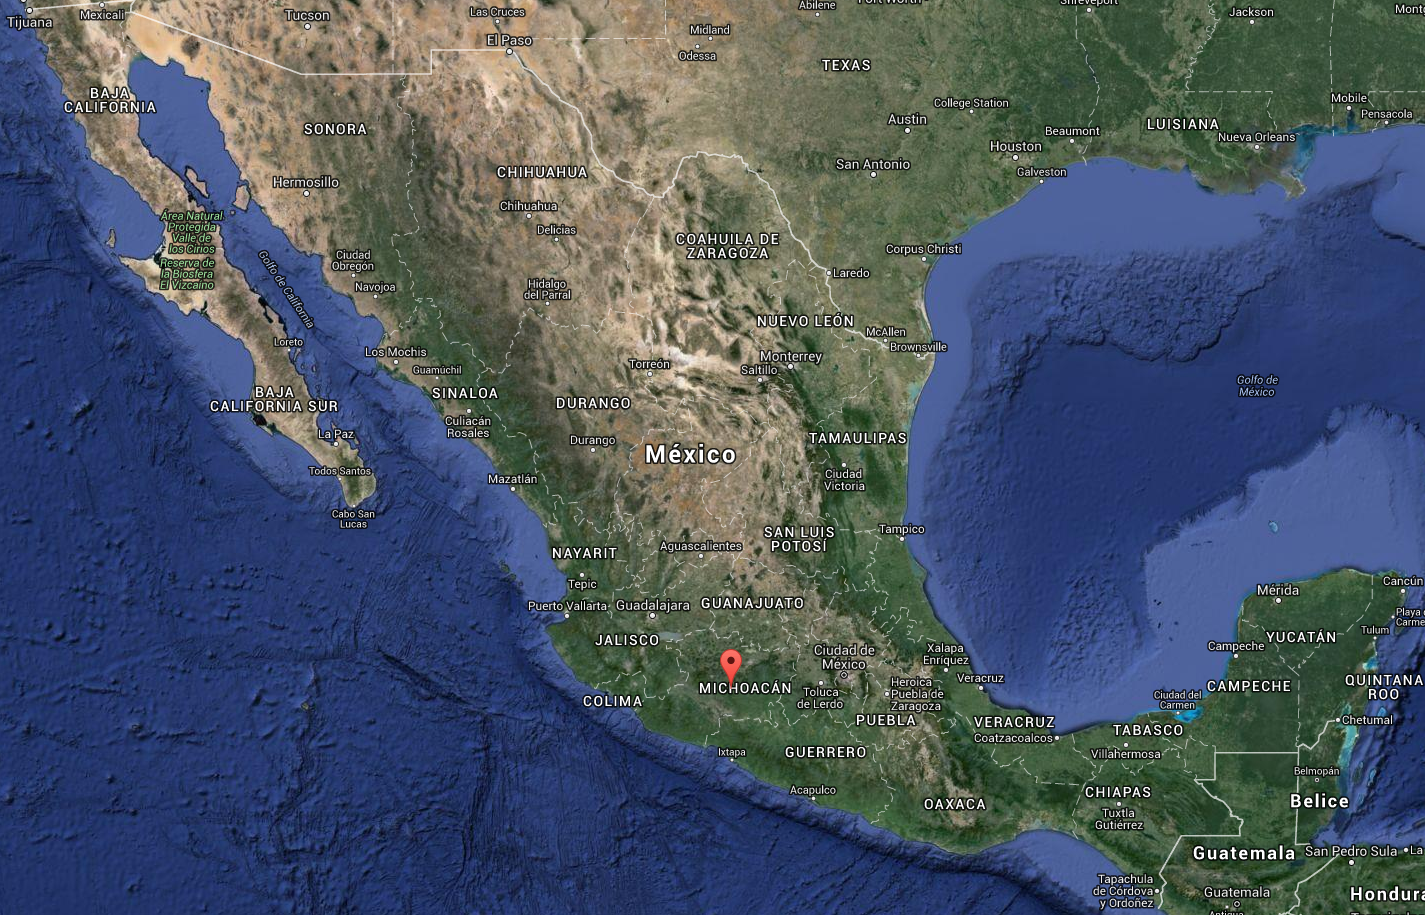 Tijuana
Mexicali
Tucson
Las Cruces
El Paso
Abilene
Midland
Odessa
TEXAS
Jackson
BAJA
CALIFORNIA
SONORA
Hermosillo
CHIHUAHUA
Chihuahua
Delicias
College Station
Austin
San Antonio
Houston
Beaumont
Galveston
LUISIANA
Nueva Orleans
Mobile
Pensacola
Área Natural
Protegida
Valle de
los Cirios
Reserva de
la Biosfera
El Vizcaíno
Golfo de California
Ciudad
Obregón
Navojoa
Hidalgo
del Parral
COAHUILA DE
ZARAGOZA
Corpus Christi
Laredo
NUEVO LEÓN
McAllen
Brownsville
Monterrey
Saltillo
Torreón
Loreto
Los Mochis
Guamúchil
SINALOA
Culiacán
Rosales
BAJA
CALIFORNIA SUR
La Paz
Todos Santos
Cabo San
Lucas
DURANGO
Durango
México
Mazatlán
TAMAULIPAS
Ciudad
Victoria
Golfo de
México
SAN LUIS
POTOSÍ
Tampico
NAYARIT
Tepic
Aguascalientes
Puerto Vallarta
Guadalajara
GUANAJUATO
JALISCO
COLIMA
MICHOACÁN
Ciudad de
México
Toluca
de Lerdo
Xalapa
Enríquez
Veracruz
Heroica
Puebla de
Zaragoza
PUEBLA
VERACRUZ
Coatzacoalcos
Ixtapa
GUERRERO
Acapulco
OAXACA
Mérida
Cancún
Playa
Tulum
YUCATÁN
Campeche
CAMPECHE
QUINTANA
ROO
Ciudad del
Carmen
Chetumal
TABASCO
Villahermosa
CHIAPAS
Tuxtla
Gutiérrez
Belmopán
Belice
Guatemala
San Pedro Sula
La
Tapachula
de Córdova
y Ordoñez
Guatemala